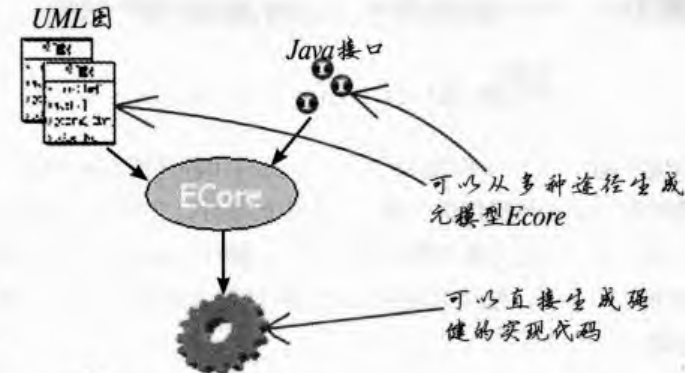 UML图
Java接口
ECore
可以从多种途径生成
元模型Ecore
可以直接生成强
健的实现代码